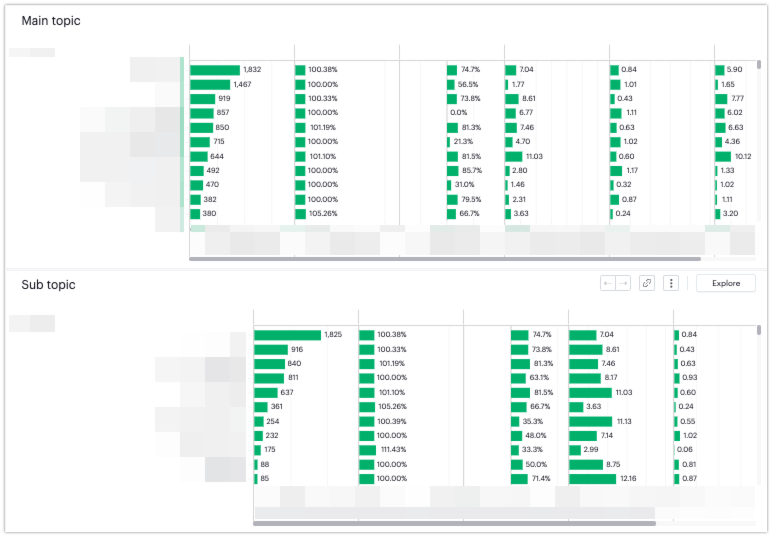 Main topic
1,832 100.38% 74.7% 7.04 0.84 5.90
1,467 100.00% 56.5% 1.77 1.01 1.65
919 100.33% 73.8% 8.61 0.43 7.77
857 100.00% 0.0% 6.77 1.11 6.02
850 101.19% 81.3% 7.46 0.63 6.63
715 100.00% 21.3% 4.70 1.02 4.36
644 101.10% 81.5% 11.03 0.60 10.12
492 100.00% 85.7% 2.80 1.17 1.33
470 100.00% 31.0% 1.46 0.32 1.02
382 100.00% 79.5% 2.31 0.87 1.11
380 105.26% 66.7% 3.63 0.24 3.20
Sub topic
Explore
1,825 100.38% 74.7% 7.04 0.84
916 100.33% 73.8% 8.61 0.43
840 101.19% 81.3% 7.46 0.63
811 100.00% 63.1% 8.17 0.93
637 101.10% 81.5% 11.03 0.60
361 105.26% 66.7% 3.63 0.24
254 100.39% 35.3% 11.13 0.55
232 100.00% 48.0% 7.14 1.02
175 111.43% 33.3% 2.99 0.06
88 100.00% 50.0% 8.75 0.81
85 100.00% 71.4% 12.16 0.87